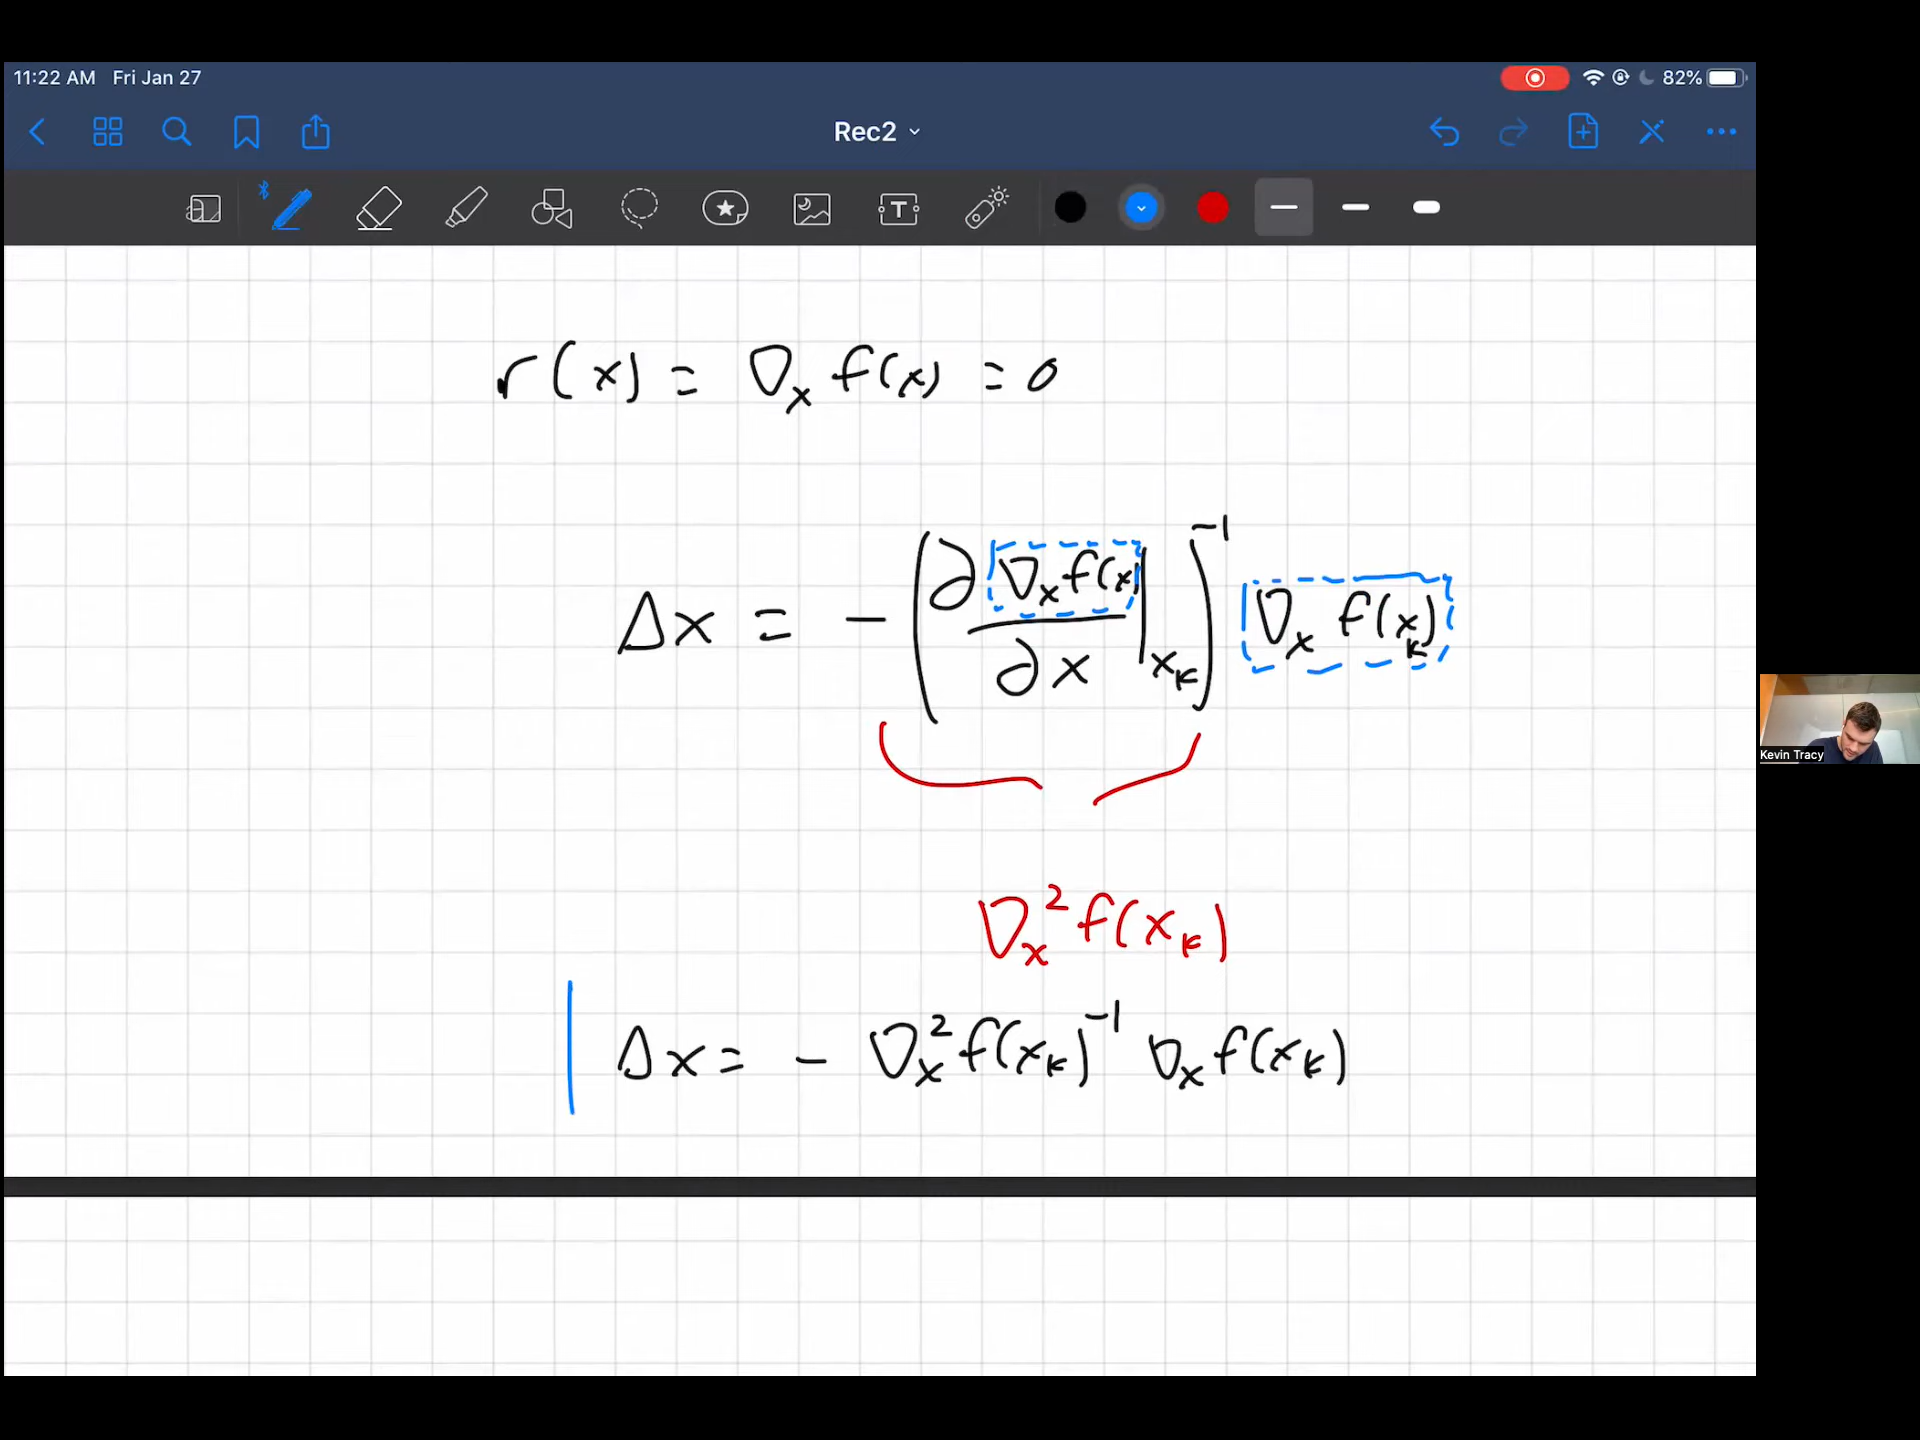 11:22 AM Fri Jan 27
82%
Rec2
T
r(x) = ∇ₓ f(x) = 0
Δx = -(∂ ∇ₓf(x) / ∂x |xₖ)⁻¹ ∇ₓ f(xₖ)
∇ₓ² f(xₖ)
Δx = - ∇ₓ² f(xₖ)⁻¹ ∇ₓ f(xₖ)
Kevin Tracy